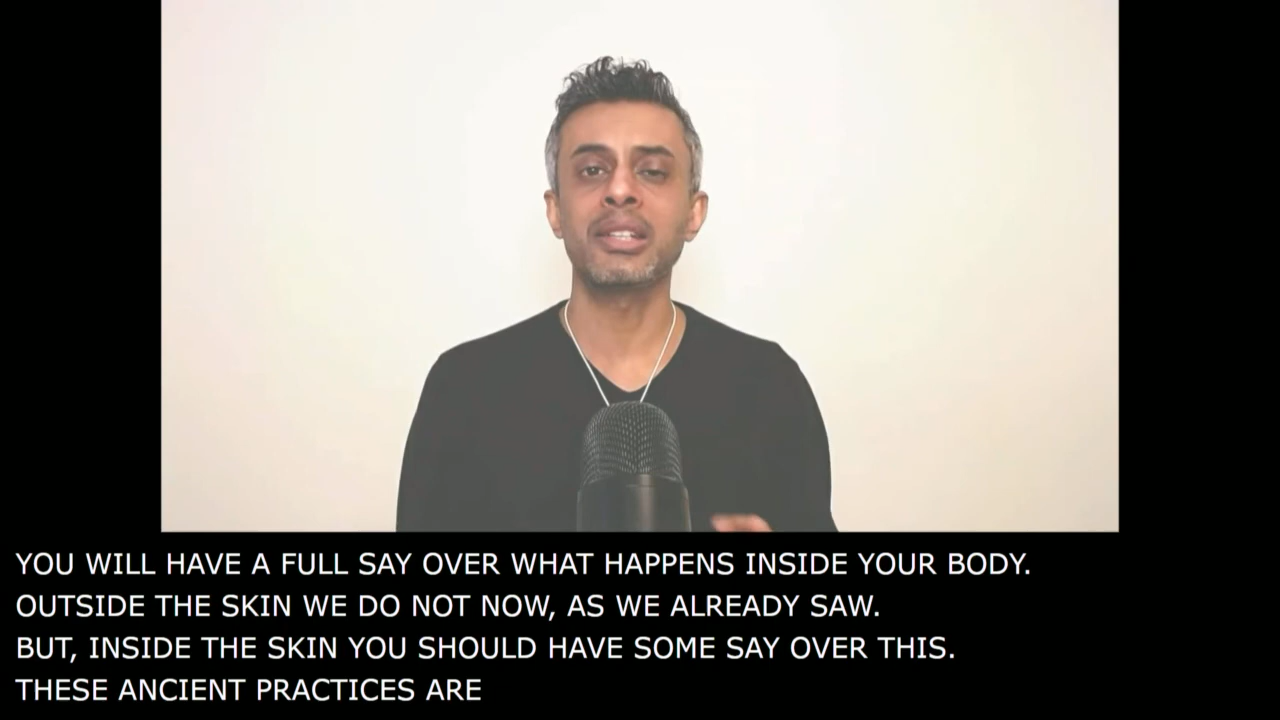 YOU WILL HAVE A FULL SAY OVER WHAT HAPPENS INSIDE YOUR BODY.
OUTSIDE THE SKIN WE DO NOT NOW, AS WE ALREADY SAW.
BUT, INSIDE THE SKIN YOU SHOULD HAVE SOME SAY OVER THIS.
THESE ANCIENT PRACTICES ARE